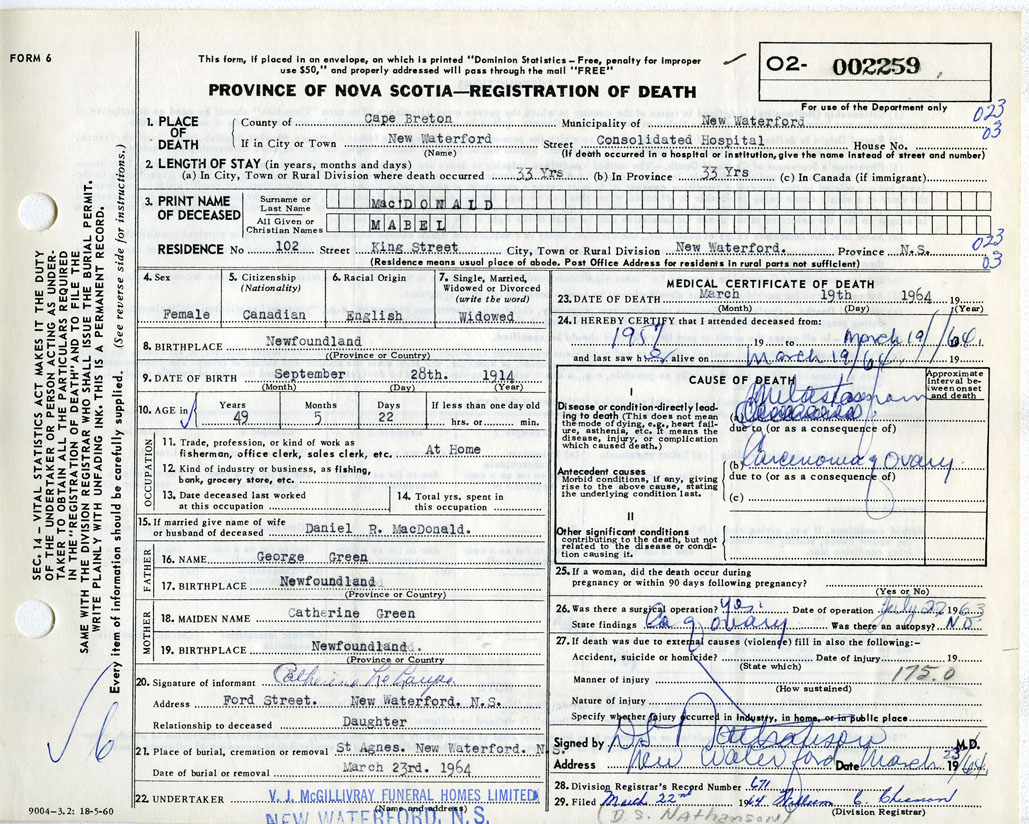 FORM 6
This form, if placed in an envelope, on which is printed "Dominion Statistics – Free, penalty for improper
use $50," and properly addressed will pass through the mail "FREE"
O2- 002259
For use of the Department only
PROVINCE OF NOVA SCOTIA—REGISTRATION OF DEATH
023
03
1. PLACE OF DEATH
County of Cape Breton Municipality of New Waterford
If in City or Town New Waterford Street Consolidated Hospital House No.
(Name) (If death occurred in a hospital or institution, give the name instead of street and number)
2. LENGTH OF STAY (in years, months and days)
(a) In City, Town or Rural Division where death occurred 33 Yrs (b) In Province 33 Yrs (c) In Canada (if immigrant)
3. PRINT NAME OF DECEASED
Surname or Last Name MacDONALD
All Given or Christian Names MABEL
RESIDENCE No 102 Street King Street City, Town or Rural Division New Waterford. Province N.S.
(Residence means usual place of abode. Post Office Address for residents in rural parts not sufficient)
023
03
4. Sex Female
5. Citizenship (Nationality) Canadian
6. Racial Origin English
7. Single, Married, Widowed or Divorced (write the word) Widowed
8. BIRTHPLACE Newfoundland
(Province or Country)
9. DATE OF BIRTH September 28th. 1914
(Month) (Day) (Year)
10. AGE in Years 49 Months 5 Days 22 If less than one day old hrs. or min.
OCCUPATION
11. Trade, profession, or kind of work as
fisherman, office clerk, sales clerk, etc. At Home
12. Kind of industry or business, as fishing,
bank, grocery store, etc.
13. Date deceased last worked
at this occupation
14. Total yrs. spent in
this occupation
15. If married give name of wife
or husband of deceased Daniel R. MacDonald.
FATHER
16. NAME George Green
17. BIRTHPLACE Newfoundland
(Province or Country)
MOTHER
18. MAIDEN NAME Catherine Green
19. BIRTHPLACE Newfoundland.
(Province or Country
20. Signature of informant Catherine
Address Ford Street. New Waterford. N.S.
Relationship to deceased Daughter
21. Place of burial, cremation or removal St Agnes. New Waterford. N.S.
Date of burial or removal March 23rd. 1964
22. UNDERTAKER V. J. McGILLIVRAY FUNERAL HOMES LIMITED
(Name and address)
NEW WATERFORD, N.S.
MEDICAL CERTIFICATE OF DEATH
23. DATE OF DEATH March 19th 1964 19
(Month) (Day) (Year)
24. I HEREBY CERTIFY that I attended deceased from:
1957 19 to March 19/64.
and last saw her alive on March 19/64 19
CAUSE OF DEATH
Approximate interval between onset and death
I
Disease or condition directly leading to death (This does not
mean the mode of dying, e.g., heart failure, asthenia, etc. It means the
disease, injury, or complication
which caused death.)
(a)
due to (or as a consequence of)
Antecedent causes
Morbid conditions, if any, giving
rise to the above cause, stating
the underlying condition last.
(b) Carcenoma of Ovary
due to (or as a consequence of)
(c)
II
Other significant conditions
contributing to the death, but not
related to the disease or condition causing it.
25. If a woman, did the death occur during
pregnancy or within 90 days following pregnancy?
(Yes or No)
26. Was there a surgical operation? Yes. Date of operation July 22 1963
State findings Ca of ovary Was there an autopsy? NO
27. If death was due to external causes (violence) fill in also the following:–
Accident, suicide or homicide? Date of injury 19
(State which)
Manner of injury 175.0
(How sustained)
Nature of injury
Specify whether injury occurred in industry, in home, or in public place
Signed by M.D.
Address New Waterford Date March 23 1964.
28. Division Registrar's Record Number 671
29. Filed March 22nd 1964 William C. Chiasson
(Division Registrar)
(D. S. NATHANSON)
SEC. 14 – VITAL STATISTICS ACT MAKES IT THE DUTY
OF THE UNDERTAKER OR PERSON ACTING AS UNDER-
TAKER TO OBTAIN ALL THE PARTICULARS REQUIRED
IN THE "REGISTRATION OF DEATH" AND TO FILE THE
SAME WITH THE DIVISION REGISTRAR WHO SHALL ISSUE THE BURIAL PERMIT.
WRITE PLAINLY WITH UNFADING INK. THIS IS A PERMANENT RECORD.
Every item of information should be carefully supplied. (See reverse side for instructions.)
6
9004–3.2: 18-5-60